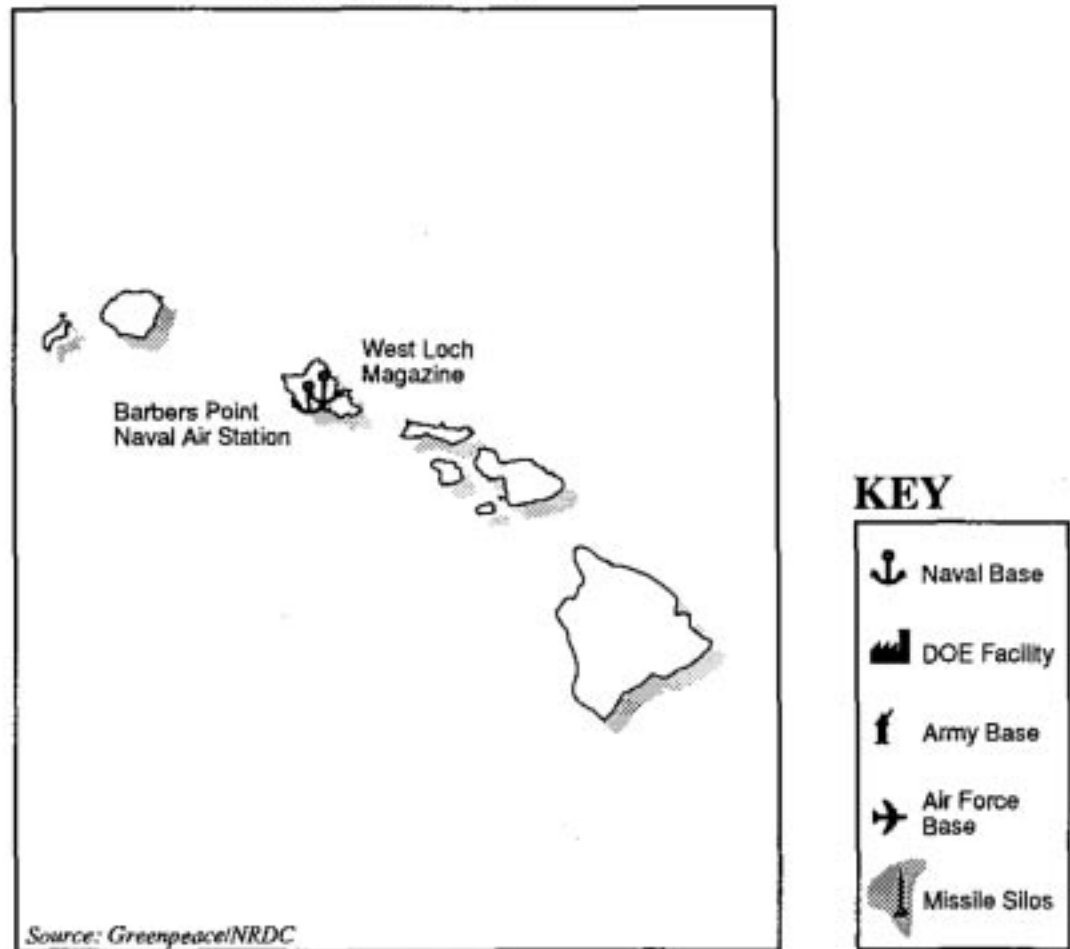 West Loch
Magazine
Barbers Point
Naval Air Station
KEY
Naval Base
DOE Facility
Army Base
Air Force
Base
Missile Silos
Source: Greenpeace/NRDC